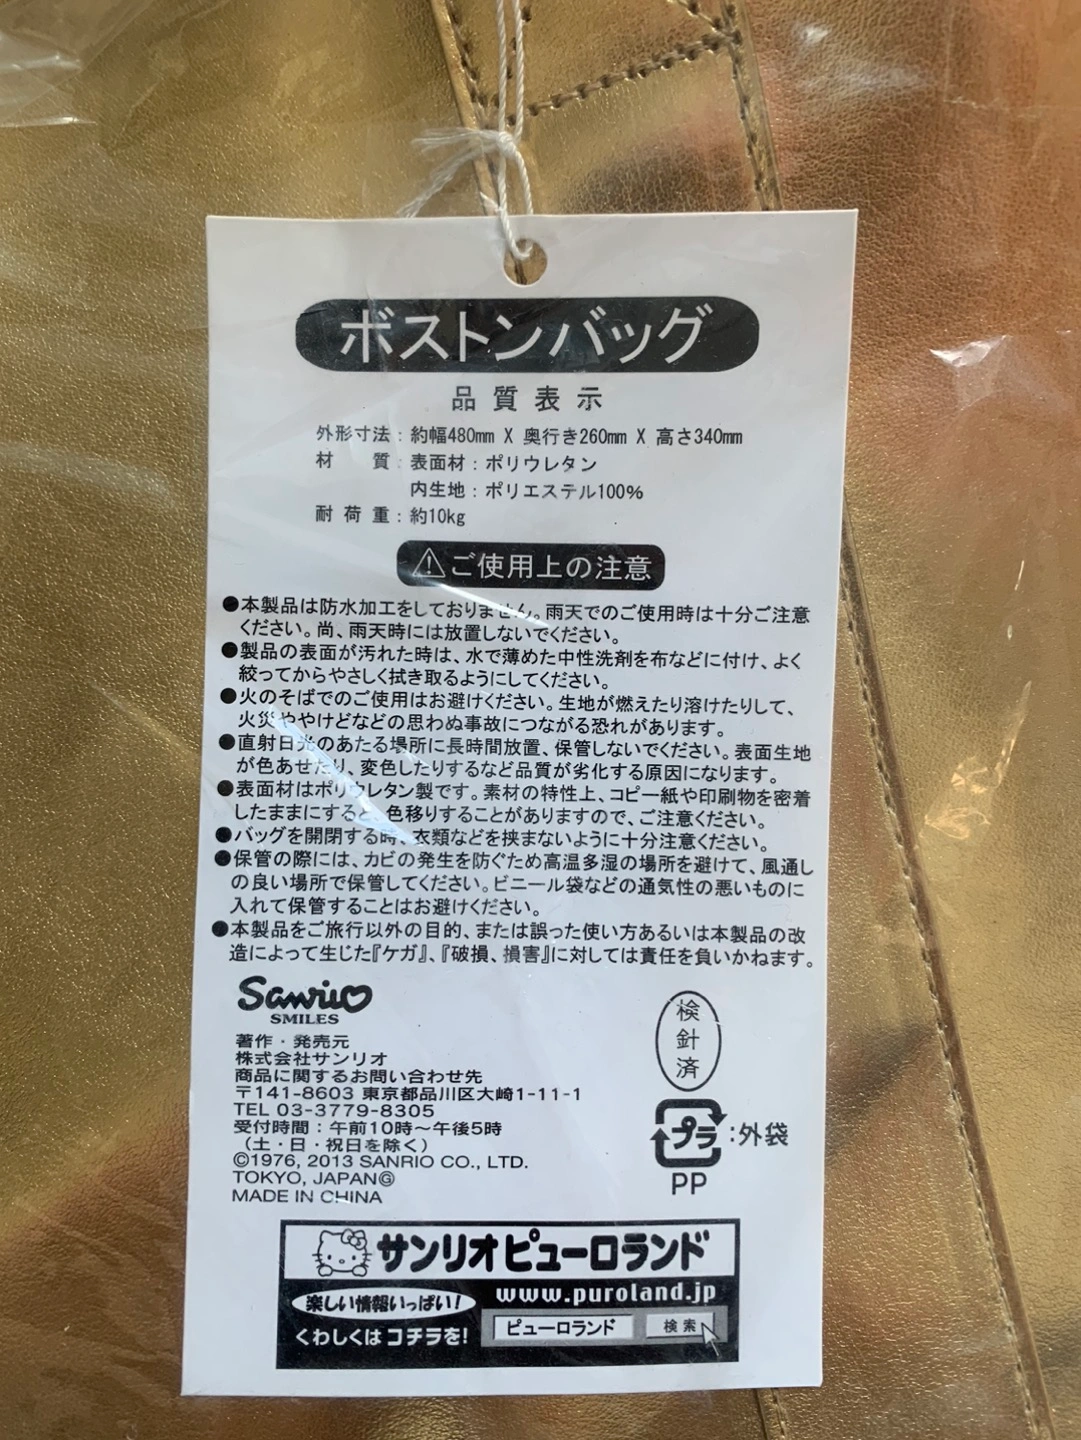 ボストンバッグ
品質表示
外形寸法：約幅480mm X 奥行き260mm X 高さ340mm
材　質：表面材：ポリウレタン
内生地：ポリエステル100%
耐荷重：約10kg
⚠ご使用上の注意
●本製品は防水加工をしておりません。雨天でのご使用時は十分ご注意
ください。尚、雨天時には放置しないでください。
●製品の表面が汚れた時は、水で薄めた中性洗剤を布などに付け、よく
絞ってからやさしく拭き取るようにしてください。
●火のそばでのご使用はお避けください。生地が燃えたり溶けたりして、
火災ややけどなどの思わぬ事故につながる恐れがあります。
●直射日光のあたる場所に長時間放置、保管しないでください。表面生地
が色あせたり、変色したりするなど品質が劣化する原因になります。
●表面材はポリウレタン製です。素材の特性上、コピー紙や印刷物を密着
したままにすると、色移りすることがありますので、ご注意ください。
●バッグを開閉する時、衣類などを挟まないように十分注意ください。
●保管の際には、カビの発生を防ぐため高温多湿の場所を避けて、風通し
の良い場所で保管してください。ビニール袋などの通気性の悪いものに
入れて保管することはお避けください。
●本製品をご旅行以外の目的、または誤った使い方あるいは本製品の改
造によって生じた『ケガ』、『破損、損害』に対しては責任を負いかねます。
Sanrio
SMILES
著作・発売元
株式会社サンリオ
商品に関するお問い合わせ先
〒141-8603 東京都品川区大崎1-11-1
TEL 03-3779-8305
受付時間：午前10時〜午後5時
（土・日・祝日を除く）
©1976, 2013 SANRIO CO., LTD.
TOKYO, JAPANⒼ
MADE IN CHINA
検
針
済
プラ：外袋
PP
サンリオピューロランド
www.puroland.jp
楽しい情報いっぱい！
くわしくはコチラを！
ピューロランド 検索